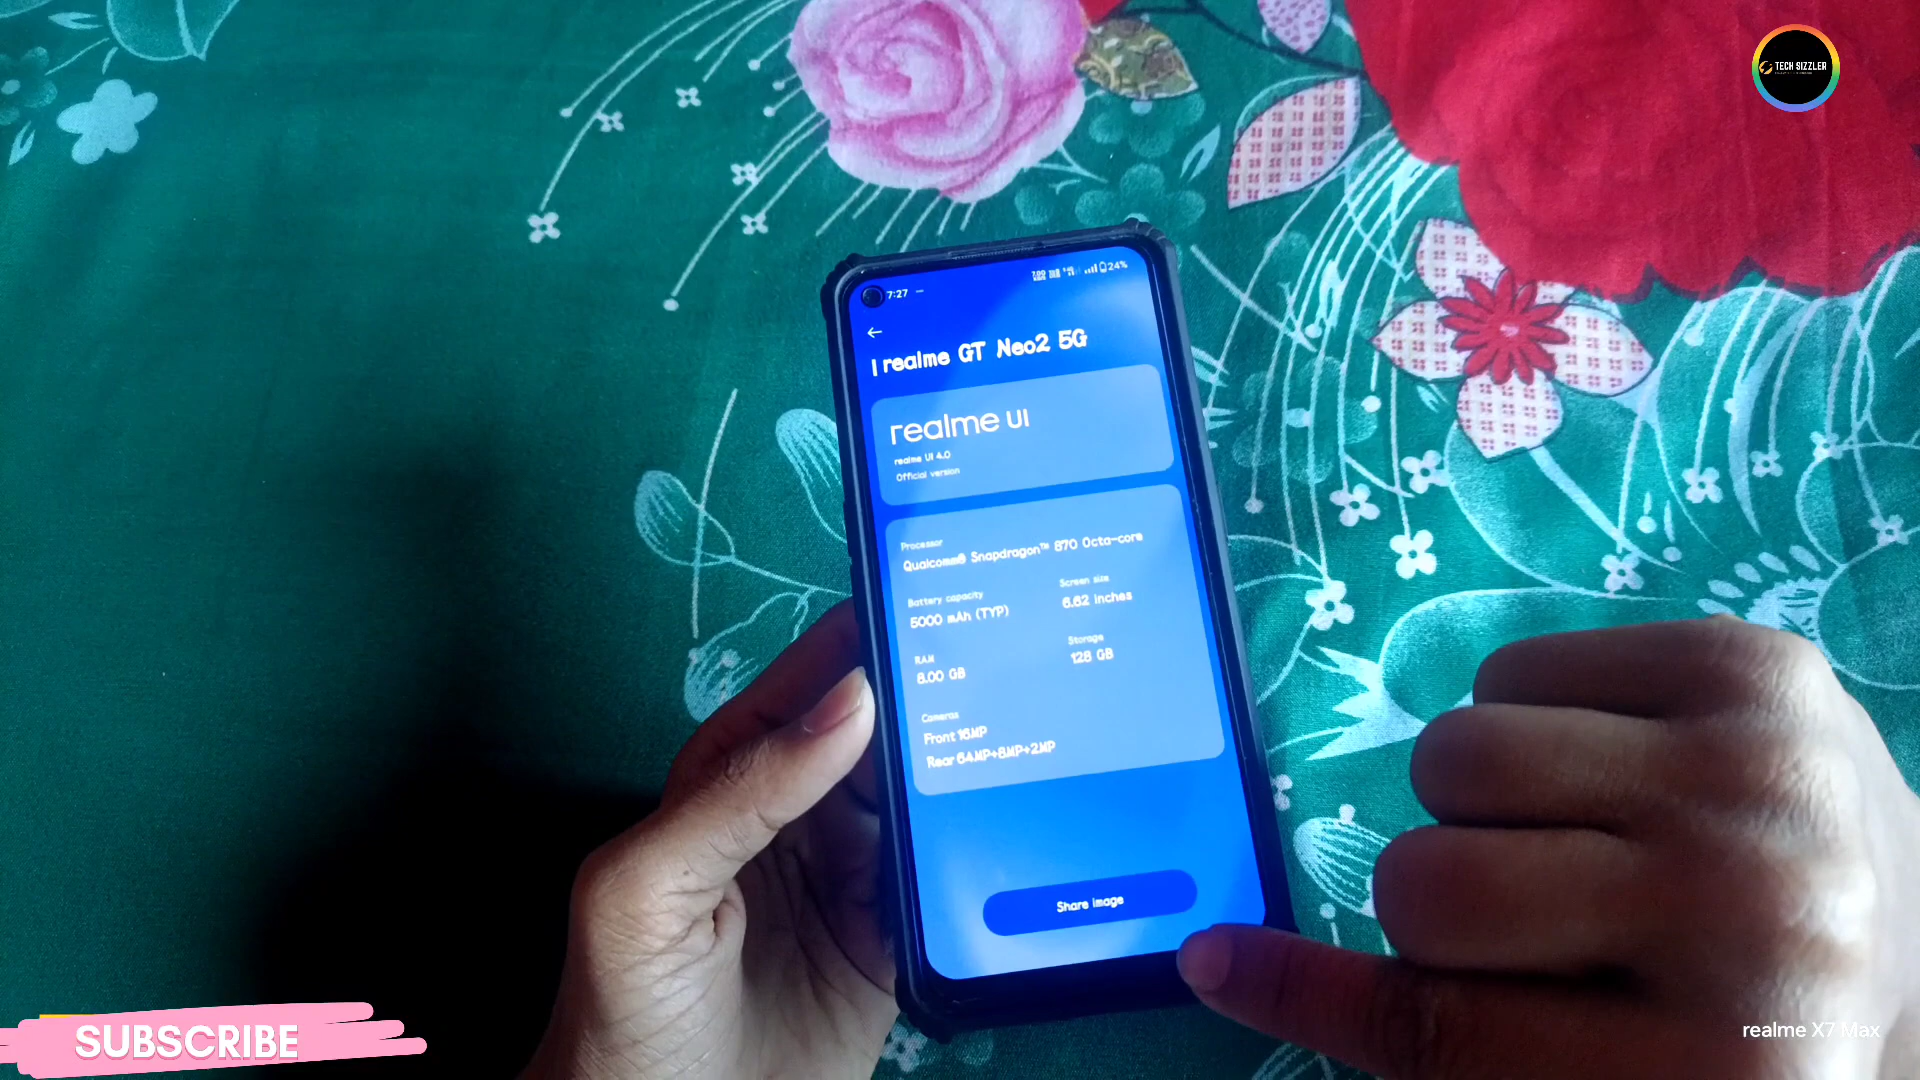 TECH SIZZLER
7:27
24%
realme GT Neo2 5G
realme UI
realme UI 4.0
Official version
Processor
Qualcomm® Snapdragon™ 870 Octa-core
Battery capacity
5000 mAh (TYP)
Screen size
6.62 inches
RAM
8.00 GB
Storage
128 GB
Cameras
Front 16MP
Rear 64MP+8MP+2MP
Share image
SUBSCRIBE
realme X7 Max